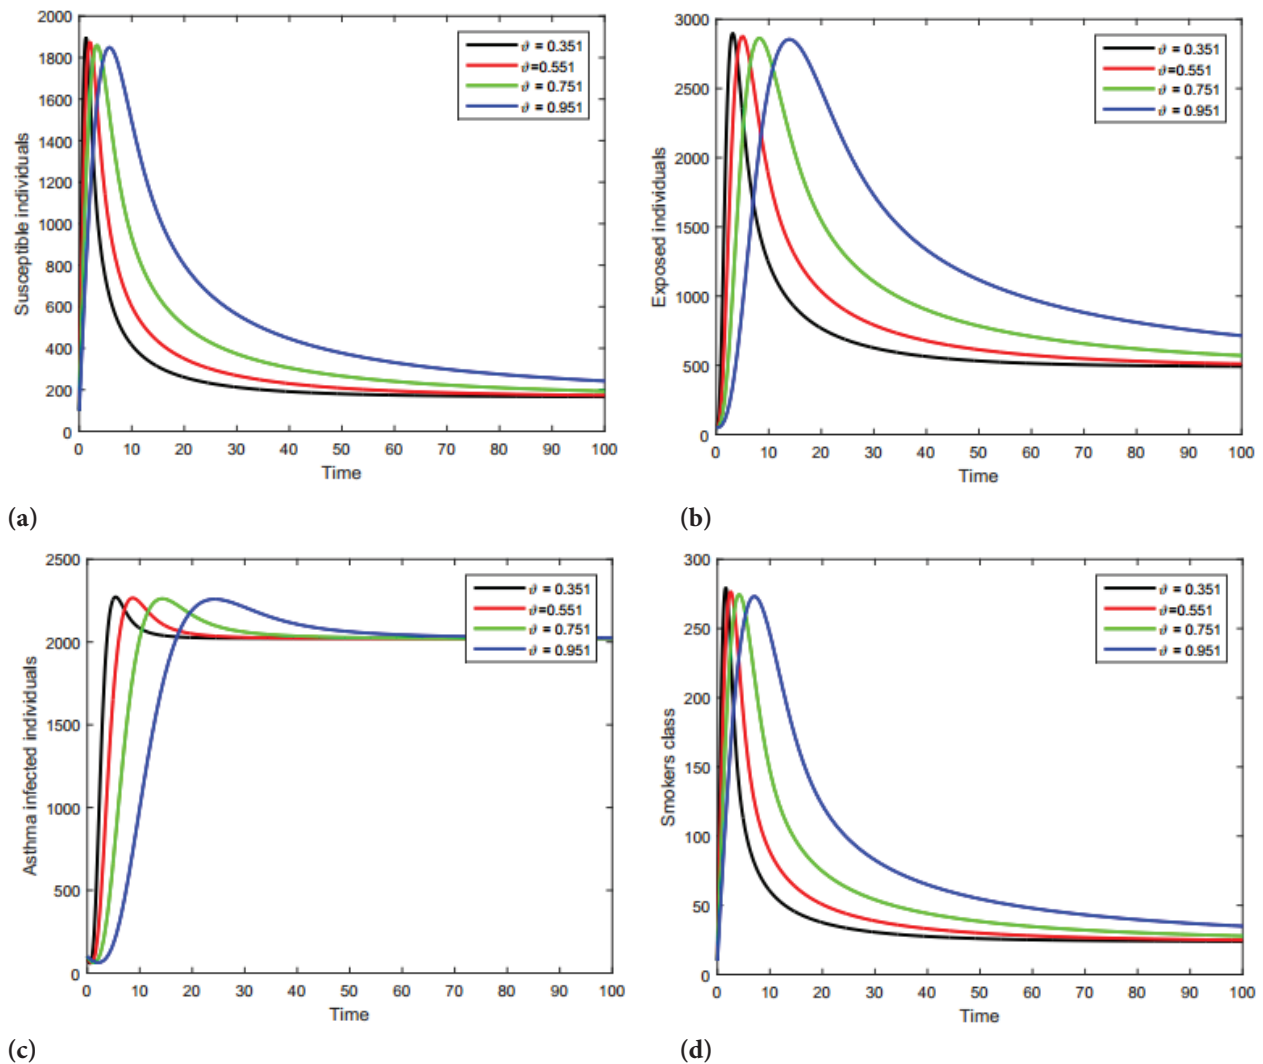 2000
1800
1600
1400
1200
1000
800
600
400
200
0
Susceptible individuals
0 10 20 30 40 50 60 70 80 90 100
Time
ϑ = 0.351
ϑ=0.551
ϑ = 0.751
ϑ = 0.951
(a)
3000
2500
2000
1500
1000
500
0
Exposed individuals
0 10 20 30 40 50 60 70 80 90 100
Time
ϑ = 0.351
ϑ=0.551
ϑ = 0.751
ϑ = 0.951
(b)
2500
2000
1500
1000
500
0
Asthma infected individuals
0 10 20 30 40 50 60 70 80 90 100
Time
ϑ = 0.351
ϑ=0.551
ϑ = 0.751
ϑ = 0.951
(c)
300
250
200
150
100
50
0
Smokers class
0 10 20 30 40 50 60 70 80 90 100
Time
ϑ = 0.351
ϑ=0.551
ϑ = 0.751
ϑ = 0.951
(d)